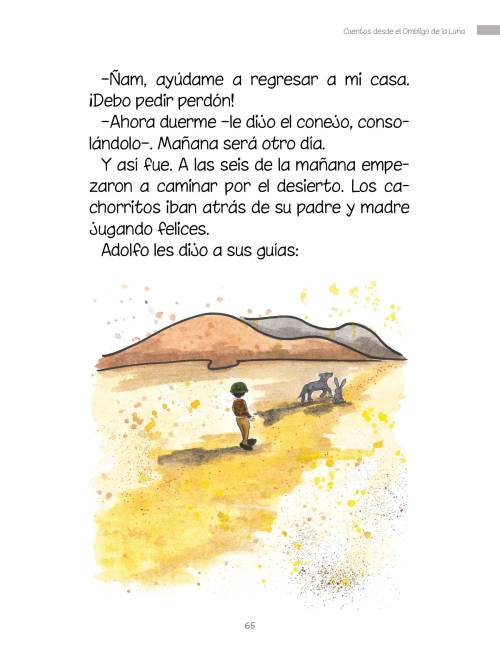 Cuentos desde el Ombligo de la Luna
–Ñam, ayúdame a regresar a mi casa.
¡Debo pedir perdón!
–Ahora duerme –le dijo el conejo, conso-
lándolo–. Mañana será otro día.
Y así fue. A las seis de la mañana empe-
zaron a caminar por el desierto. Los ca-
chorritos iban atrás de su padre y madre
jugando felices.
Adolfo les dijo a sus guías:
65